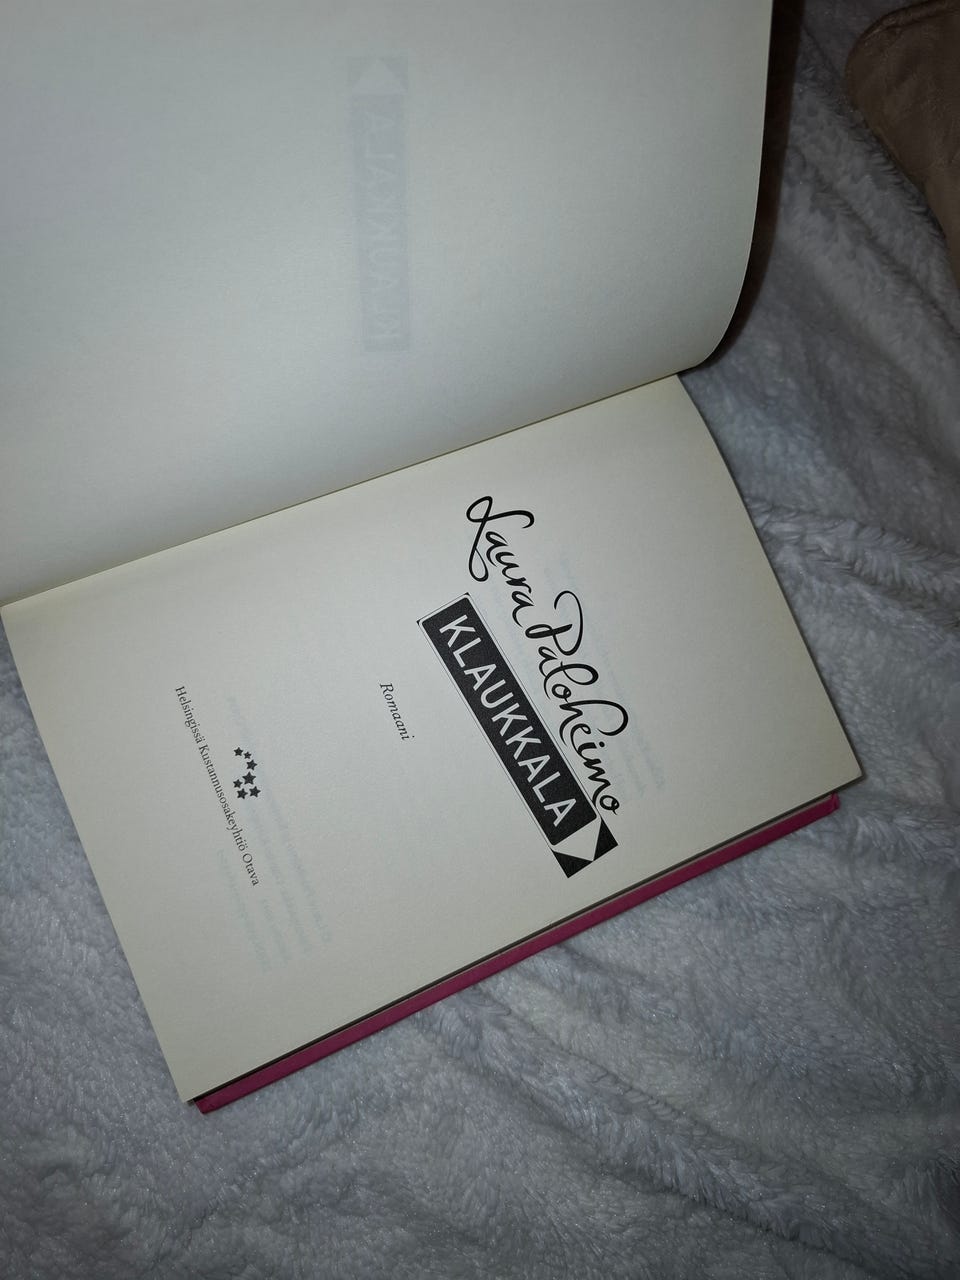 Laura Paloheimo
KLAUKKALA
Romaani
Helsingissä Kustannusosakeyhtiö Otava